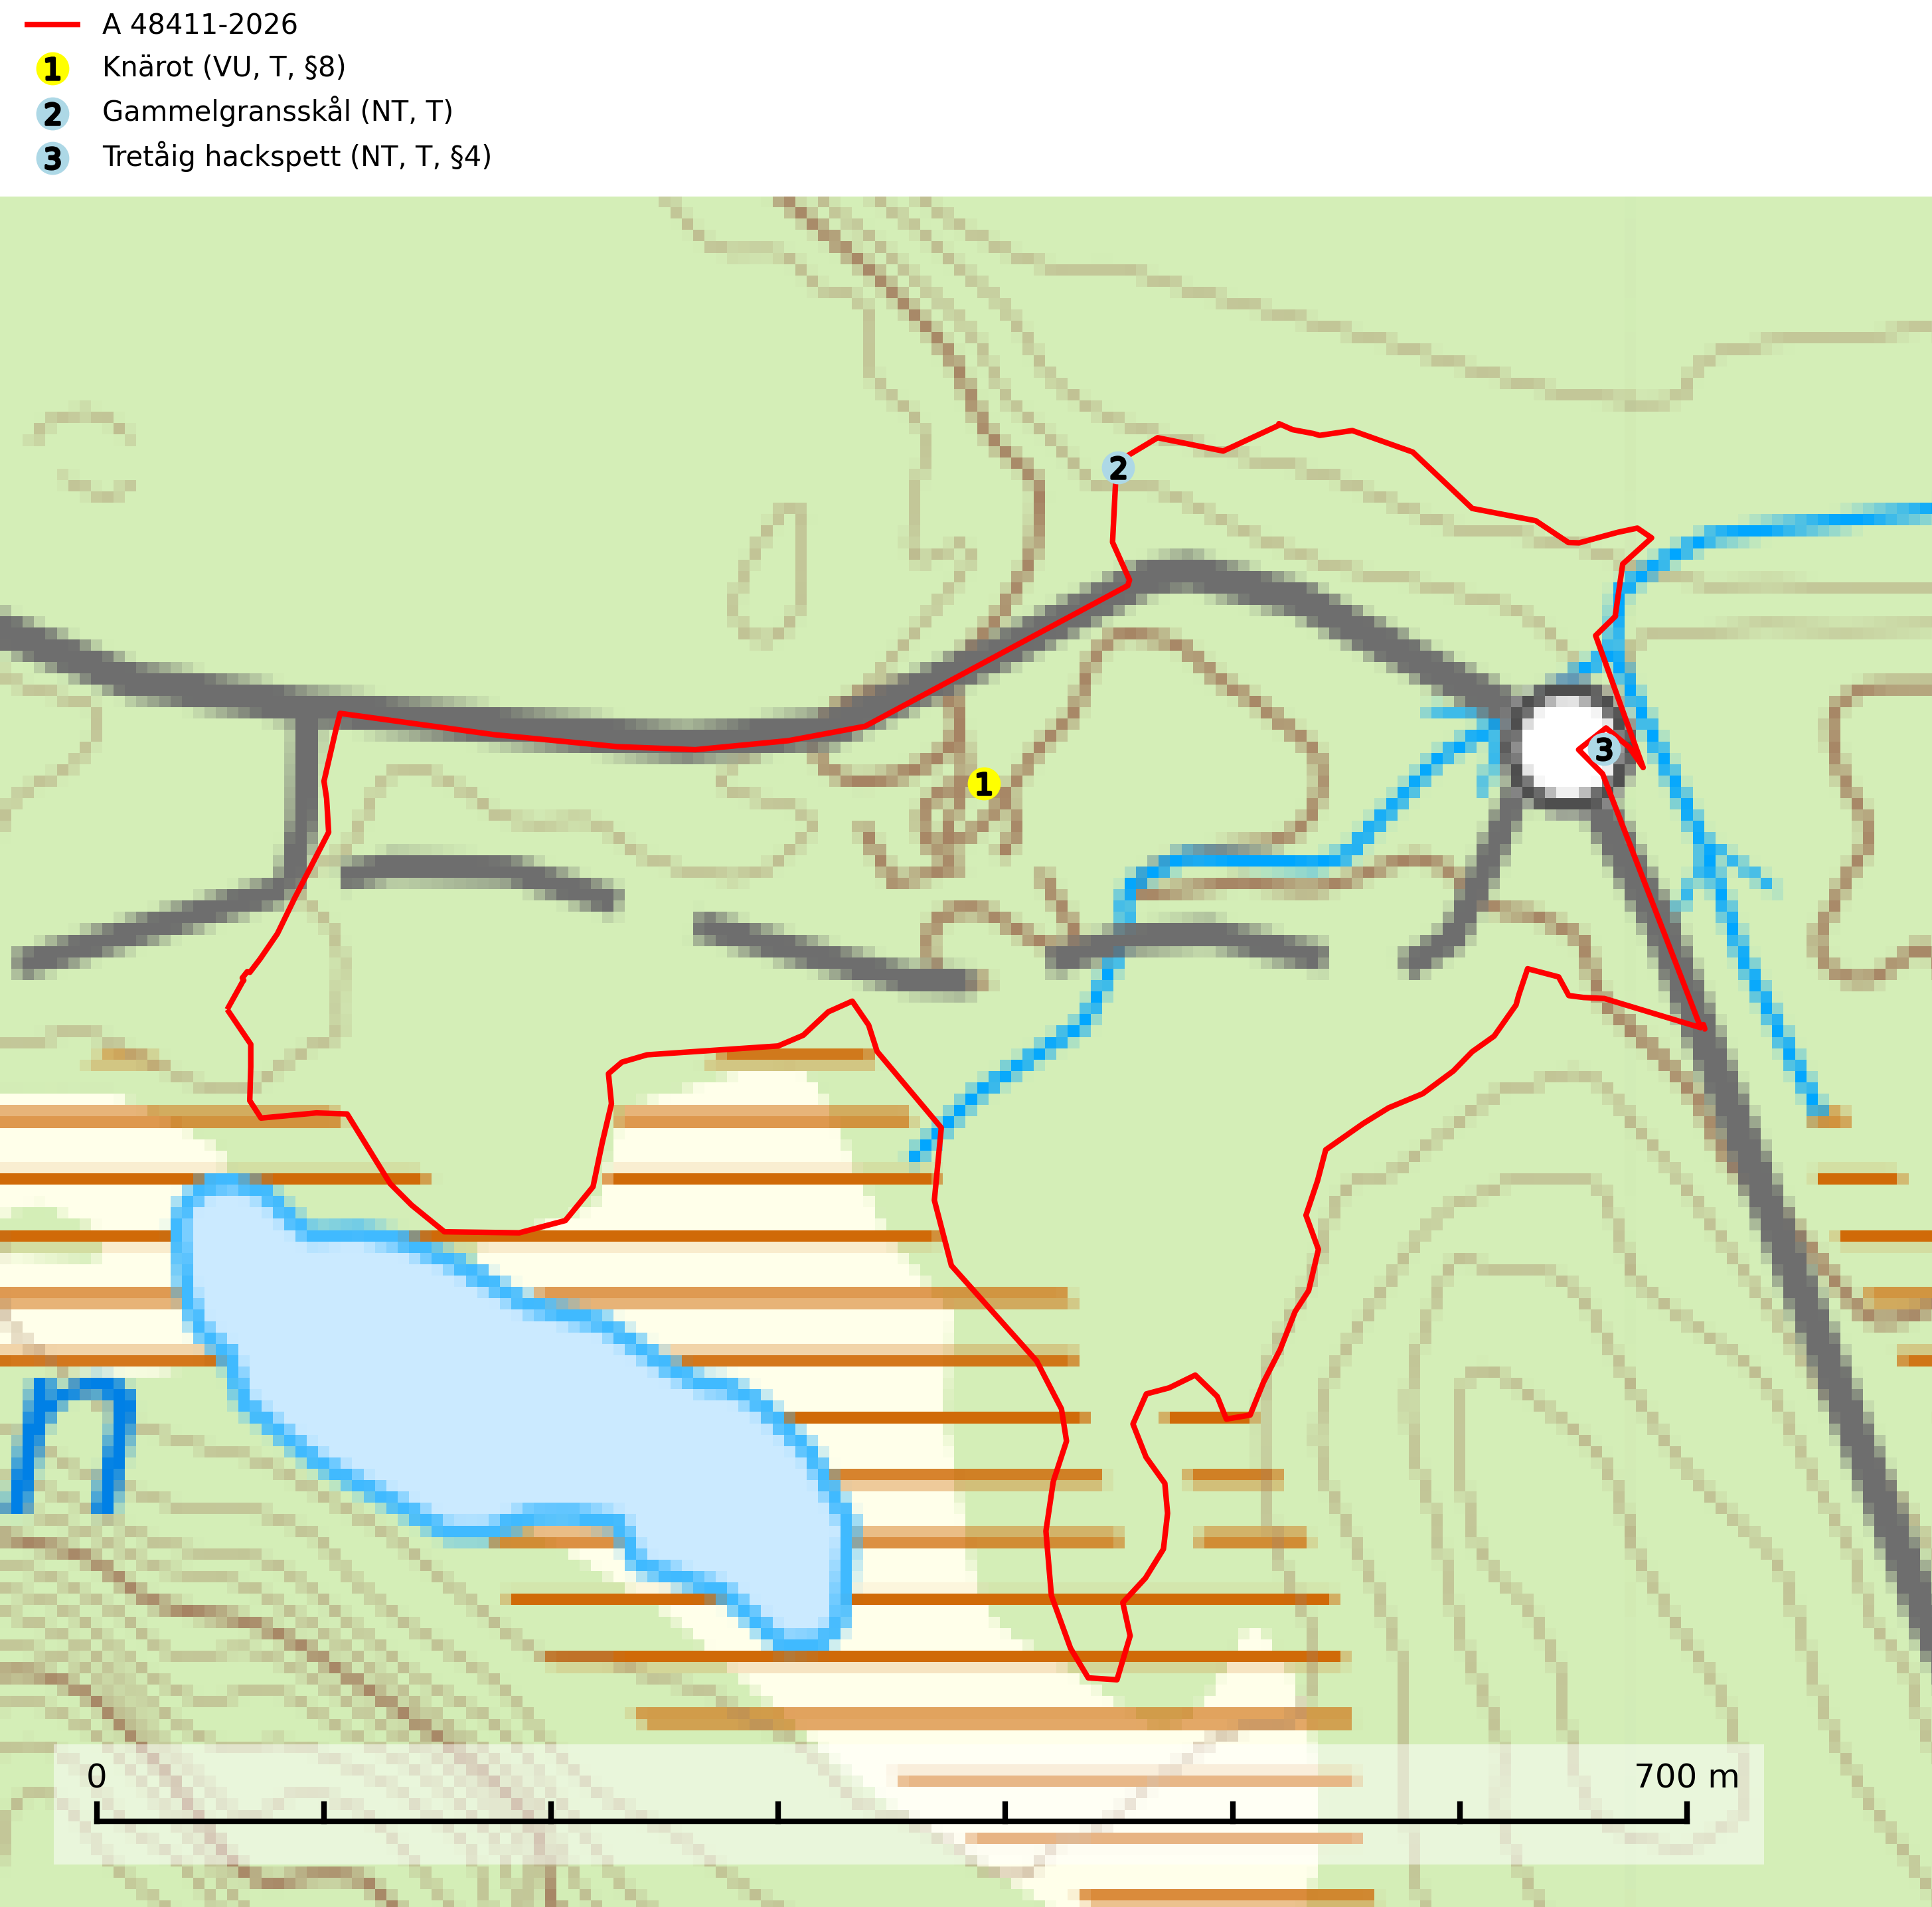 A 48411-2026
1 Knärot (VU, T, §8)
2 Gammelgransskål (NT, T)
3 Tretåig hackspett (NT, T, §4)
2
3
1
0 700 m